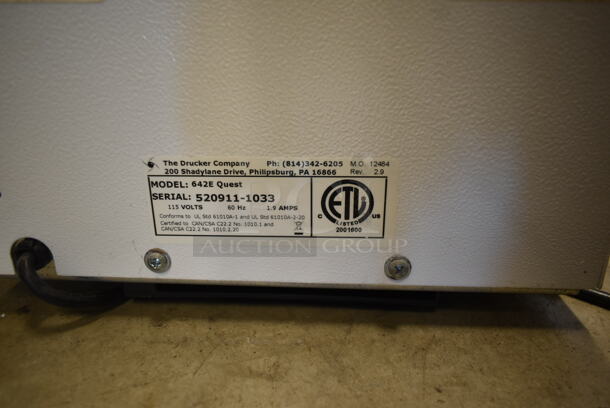 The Drucker Company Ph: (814)342-6205 M.O. 12484
200 Shadylane Drive, Philipsburg, PA 16866 Rev. 2.9
MODEL: 642E Quest
SERIAL: 520911-1033
115 VOLTS 60 Hz 1.9 AMPS
Conforms to UL Std 61010A-1 and UL Std 61010A-2-20
Certified to CAN/CSA C22.2 No. 1010.1 and
CAN/CSA C22.2 No. 1010.2.20
ETL
C LISTED US
2001600
AUCTION GROUP